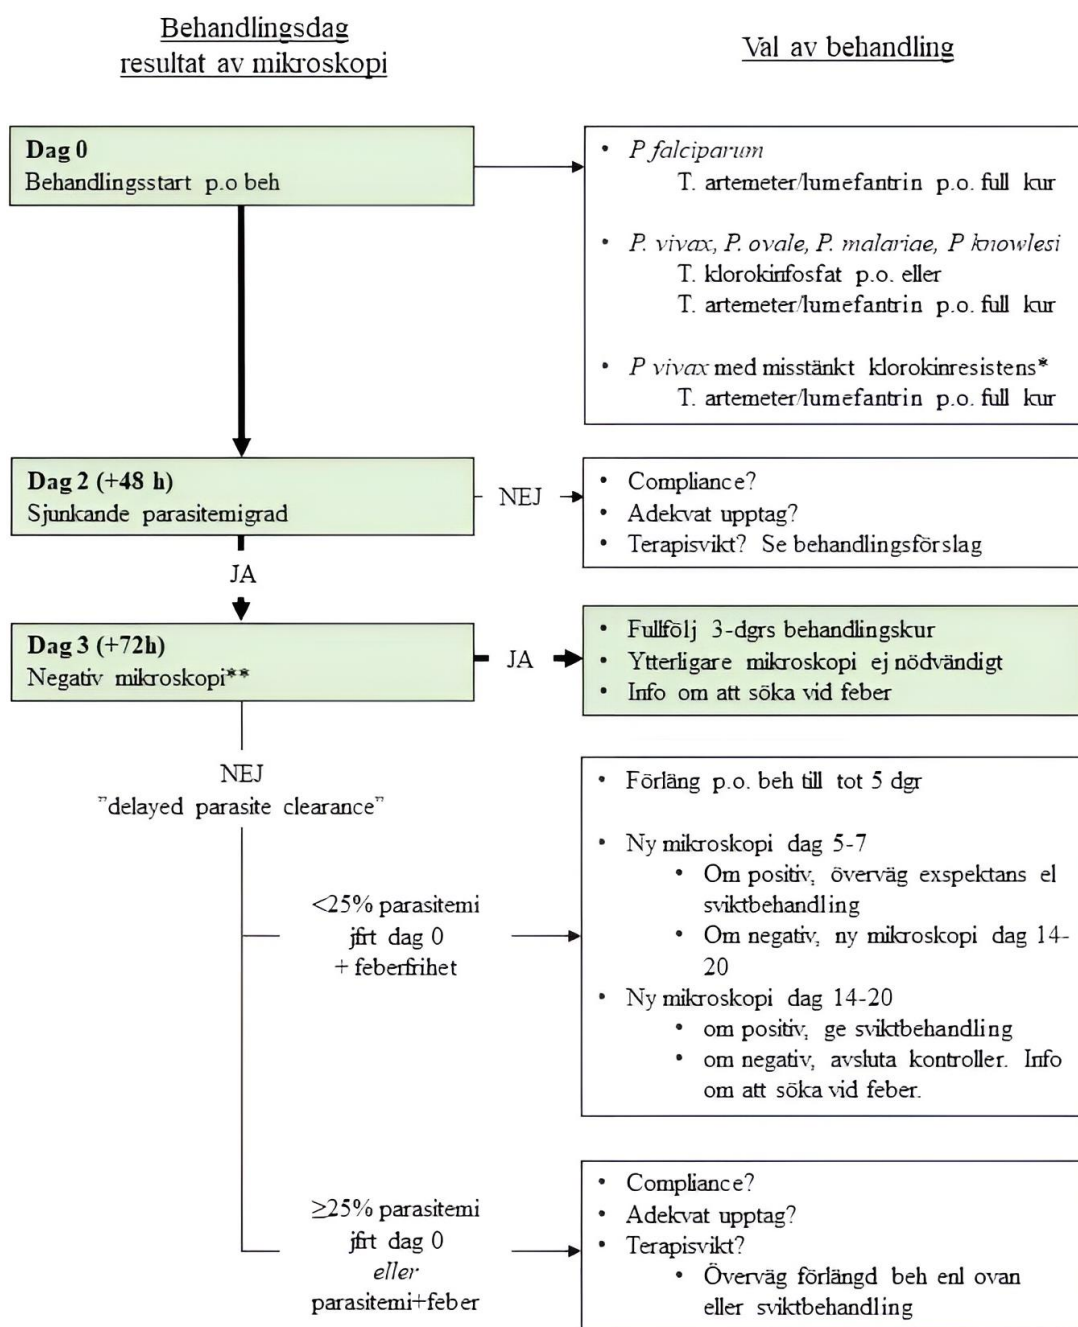 Behandlingsdag
resultat av mikroskopi
Val av behandling
Dag 0
Behandlingsstart p.o beh
• P falciparum
T. artemeter/lumefantrin p.o. full kur
• P. vivax, P. ovale, P. malariae, P knowlesi
T. klorokinfosfat p.o. eller
T. artemeter/lumefantrin p.o. full kur
• P vivax med misstänkt klorokinresistens*
T. artemeter/lumefantrin p.o. full kur
Dag 2 (+48 h)
Sjunkande parasitemigrad
NEJ
• Compliance?
• Adekvat upptag?
• Terapisvikt? Se behandlingsförslag
JA
Dag 3 (+72h)
Negativ mikroskopi**
JA
• Fullfölj 3-dgrs behandlingskur
• Ytterligare mikroskopi ej nödvändigt
• Info om att söka vid feber
NEJ
"delayed parasite clearance"
<25% parasitemi
jfrt dag 0
+ feberfrihet
• Förläng p.o. beh till tot 5 dgr
• Ny mikroskopi dag 5-7
• Om positiv, överväg exspektans el
sviktbehandling
• Om negativ, ny mikroskopi dag 14-
20
• Ny mikroskopi dag 14-20
• om positiv, ge sviktbehandling
• om negativ, avsluta kontroller. Info
om att söka vid feber.
≥25% parasitemi
jfrt dag 0
eller
parasitemi+feber
• Compliance?
• Adekvat upptag?
• Terapisvikt?
• Överväg förlängd beh enl ovan
eller sviktbehandling